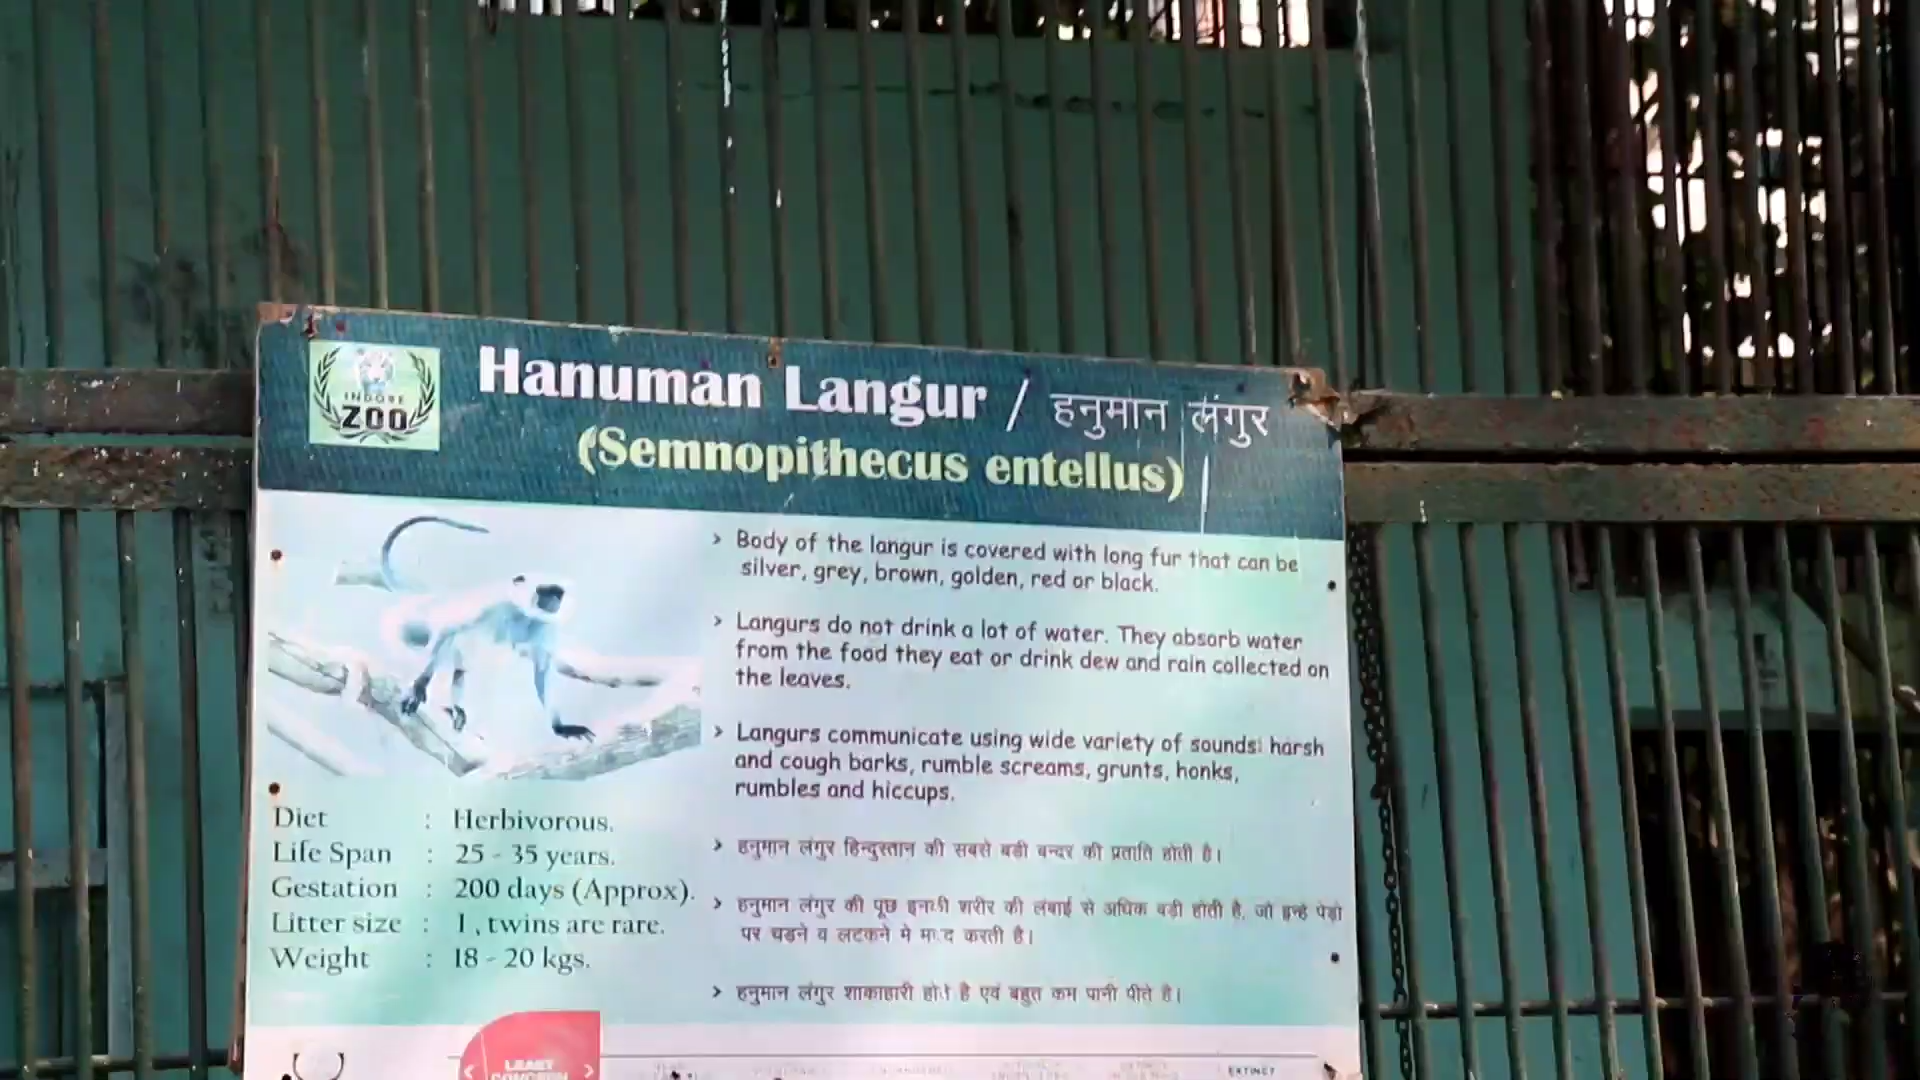 INDORE
ZOO
Hanuman Langur / हनुमान लंगुर
(Semnopithecus entellus)
› Body of the langur is covered with long fur that can be
silver, grey, brown, golden, red or black.
› Langurs do not drink a lot of water. They absorb water
from the food they eat or drink dew and rain collected on
the leaves.
› Langurs communicate using wide variety of sounds: harsh
and cough barks, rumble screams, grunts, honks,
rumbles and hiccups.
› हनुमान लंगुर हिन्दुस्तान की सबसे बडी बन्दर की प्रताति होती है।
› हनुमान लंगुर की पूछ इनकी शरीर की लंबाई से अधिक बड़ी होती है, जो इन्हे पेड़ो
पर चड़ने व लटकने मे मदद करती है।
› हनुमान लंगुर शाकाहारी होते है एवं बहुत कम पानी पीते है।
Diet : Herbivorous.
Life Span : 25 - 35 years.
Gestation : 200 days (Approx).
Litter size : 1 , twins are rare.
Weight : 18 - 20 kgs.
LEAST
CONCERN
EXTINCT